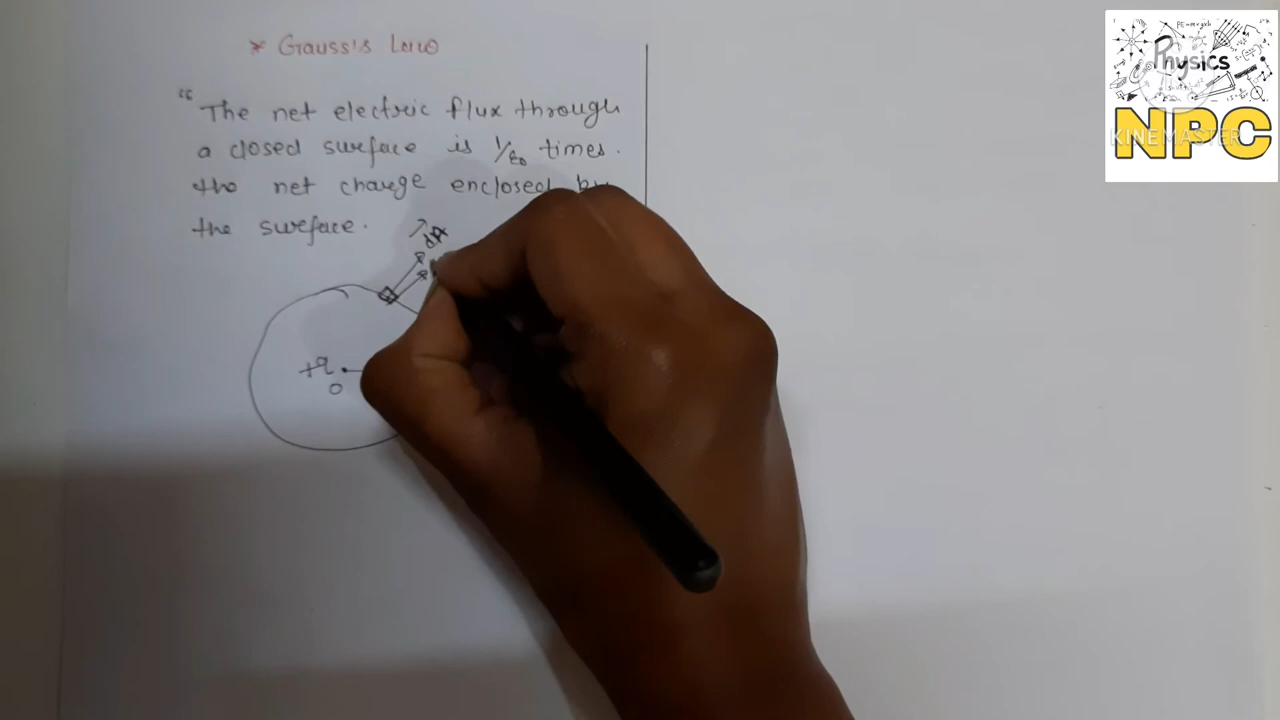 * Gauss's Law
"The net electric flux through
a closed surface is 1/ε₀ times.
the net charge enclosed by
the surface.
dA
+q
O
Physics
NPC
KINEMASTER